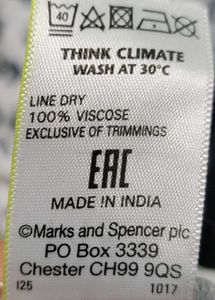 40
THINK CLIMATE
WASH AT 30°C
LINE DRY
100% VISCOSE
EXCLUSIVE OF TRIMMINGS
EAC
MADE IN INDIA
©Marks and Spencer plc
PO Box 3339
Chester CH99 9QS
I25 1017